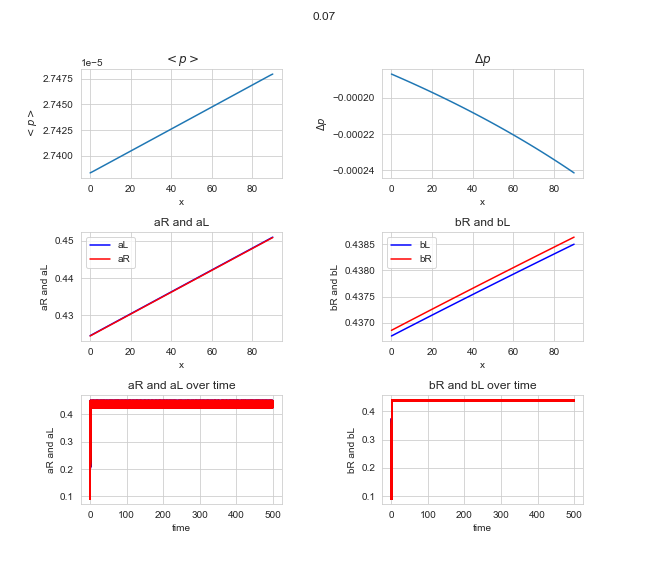 0.07
< p >
Δp
1e−5
2.7475
2.7450
2.7425
2.7400
< p >
0 20 40 60 80
x
−0.00020
−0.00022
−0.00024
Δp
0 20 40 60 80
x
aR and aL
bR and bL
0.45
0.44
0.43
aR and aL
aL
aR
0 20 40 60 80
x
0.4385
0.4380
0.4375
0.4370
bR and bL
bL
bR
0 20 40 60 80
x
aR and aL over time
bR and bL over time
0.4
0.3
0.2
0.1
aR and aL
0 100 200 300 400 500
time
0.4
0.3
0.2
0.1
bR and bL
0 100 200 300 400 500
time